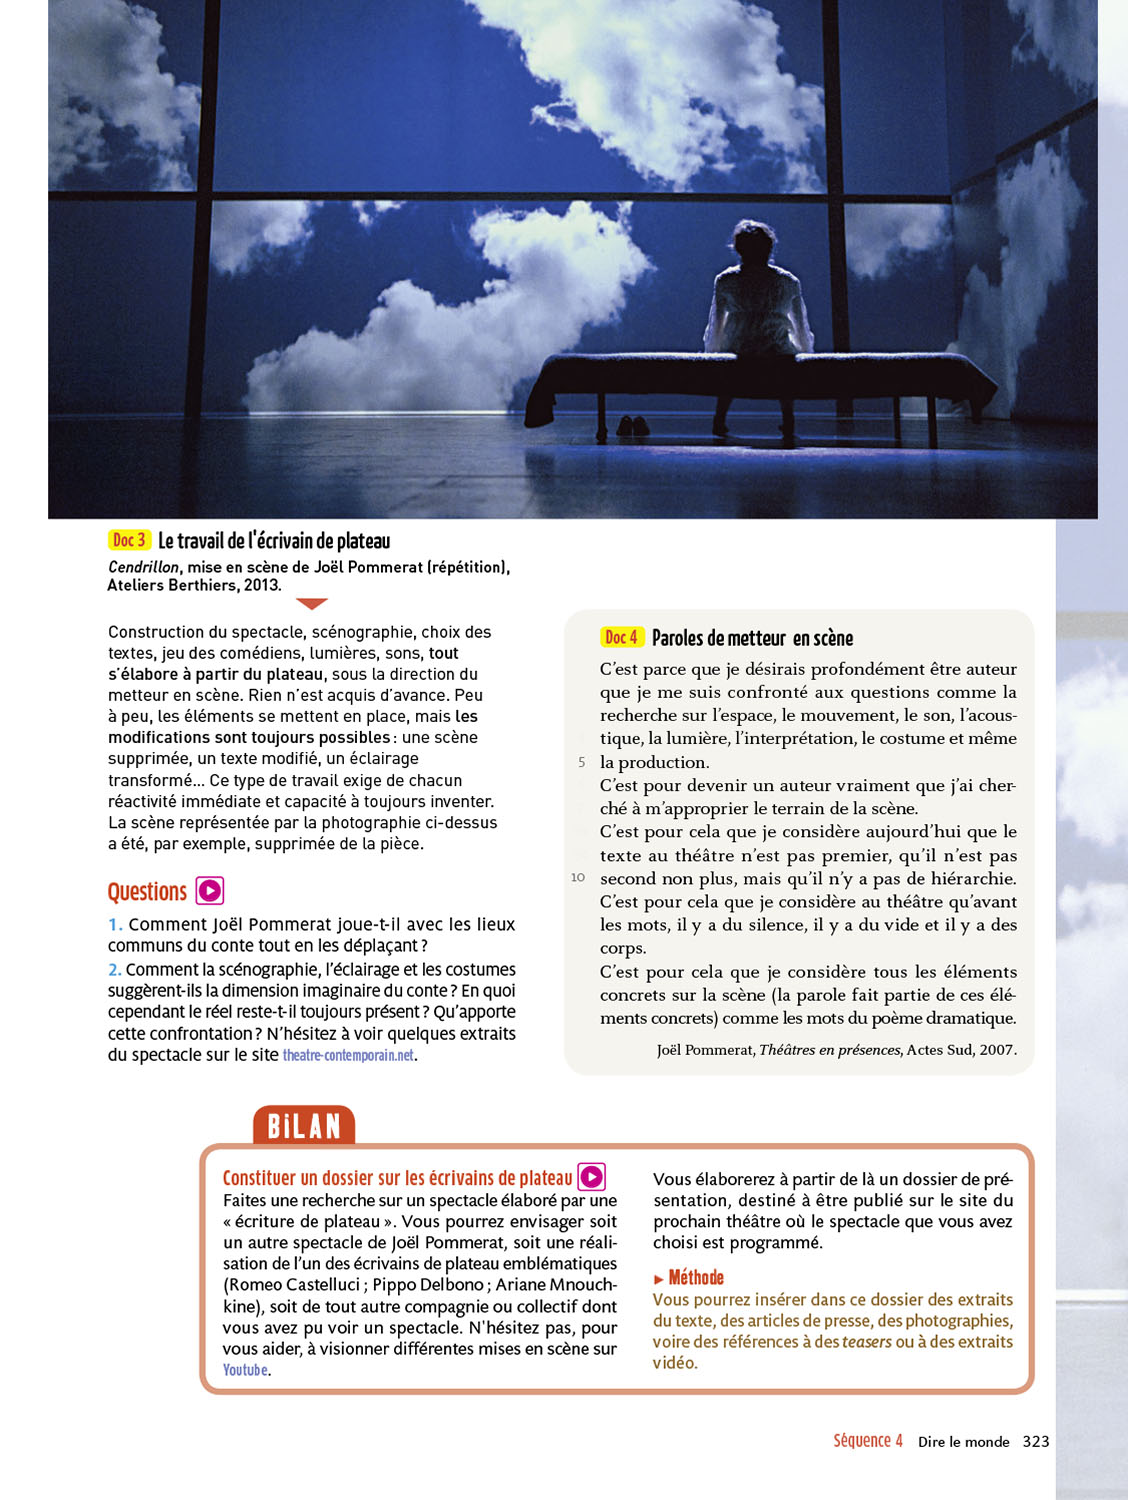 Doc 3 Le travail de l'écrivain de plateau
Cendrillon, mise en scène de Joël Pommerat (répétition),
Ateliers Berthiers, 2013.
Construction du spectacle, scénographie, choix des
textes, jeu des comédiens, lumières, sons, tout
s'élabore à partir du plateau, sous la direction du
metteur en scène. Rien n'est acquis d'avance. Peu
à peu, les éléments se mettent en place, mais les
modifications sont toujours possibles : une scène
supprimée, un texte modifié, un éclairage
transformé... Ce type de travail exige de chacun
réactivité immédiate et capacité à toujours inventer.
La scène représentée par la photographie ci-dessus
a été, par exemple, supprimée de la pièce.
Questions
1. Comment Joël Pommerat joue-t-il avec les lieux
communs du conte tout en les déplaçant ?
2. Comment la scénographie, l'éclairage et les costumes
suggèrent-ils la dimension imaginaire du conte ? En quoi
cependant le réel reste-t-il toujours présent ? Qu'apporte
cette confrontation ? N'hésitez à voir quelques extraits
du spectacle sur le site theatre-contemporain.net.
Doc 4 Paroles de metteur en scène
C'est parce que je désirais profondément être auteur
que je me suis confronté aux questions comme la
recherche sur l'espace, le mouvement, le son, l'acous-
tique, la lumière, l'interprétation, le costume et même
5 la production.
C'est pour devenir un auteur vraiment que j'ai cher-
ché à m'approprier le terrain de la scène.
C'est pour cela que je considère aujourd'hui que le
texte au théâtre n'est pas premier, qu'il n'est pas
10 second non plus, mais qu'il n'y a pas de hiérarchie.
C'est pour cela que je considère au théâtre qu'avant
les mots, il y a du silence, il y a du vide et il y a des
corps.
C'est pour cela que je considère tous les éléments
concrets sur la scène (la parole fait partie de ces élé-
ments concrets) comme les mots du poème dramatique.
Joël Pommerat, Théâtres en présences, Actes Sud, 2007.
BiLAN
Constituer un dossier sur les écrivains de plateau
Faites une recherche sur un spectacle élaboré par une
« écriture de plateau ». Vous pourrez envisager soit
un autre spectacle de Joël Pommerat, soit une réali-
sation de l'un des écrivains de plateau emblématiques
(Romeo Castelluci ; Pippo Delbono ; Ariane Mnouch-
kine), soit de tout autre compagnie ou collectif dont
vous avez pu voir un spectacle. N'hésitez pas, pour
vous aider, à visionner différentes mises en scène sur
Youtube.
Vous élaborerez à partir de là un dossier de pré-
sentation, destiné à être publié sur le site du
prochain théâtre où le spectacle que vous avez
choisi est programmé.
► Méthode
Vous pourrez insérer dans ce dossier des extraits
du texte, des articles de presse, des photographies,
voire des références à des teasers ou à des extraits
vidéo.
Séquence 4 Dire le monde 323